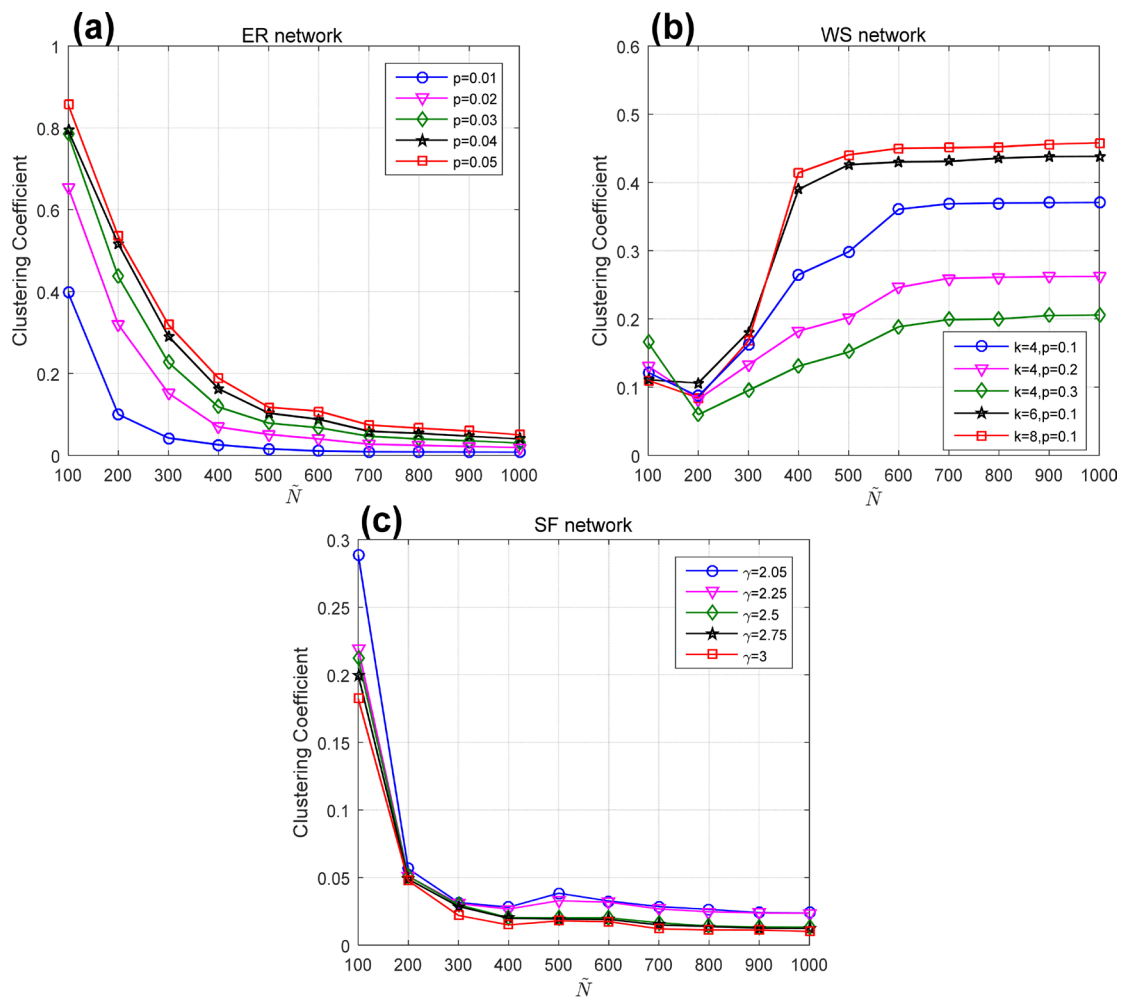 (a)
ER network
Clustering Coefficient
1
0.8
0.6
0.4
0.2
0
p=0.01
p=0.02
p=0.03
p=0.04
p=0.05
100 200 300 400 500 600 700 800 900 1000
Ñ
(b)
WS network
Clustering Coefficient
0.6
0.5
0.4
0.3
0.2
0.1
0
k=4,p=0.1
k=4,p=0.2
k=4,p=0.3
k=6,p=0.1
k=8,p=0.1
100 200 300 400 500 600 700 800 900 1000
Ñ
(c)
SF network
Clustering Coefficient
0.3
0.25
0.2
0.15
0.1
0.05
0
γ=2.05
γ=2.25
γ=2.5
γ=2.75
γ=3
100 200 300 400 500 600 700 800 900 1000
Ñ